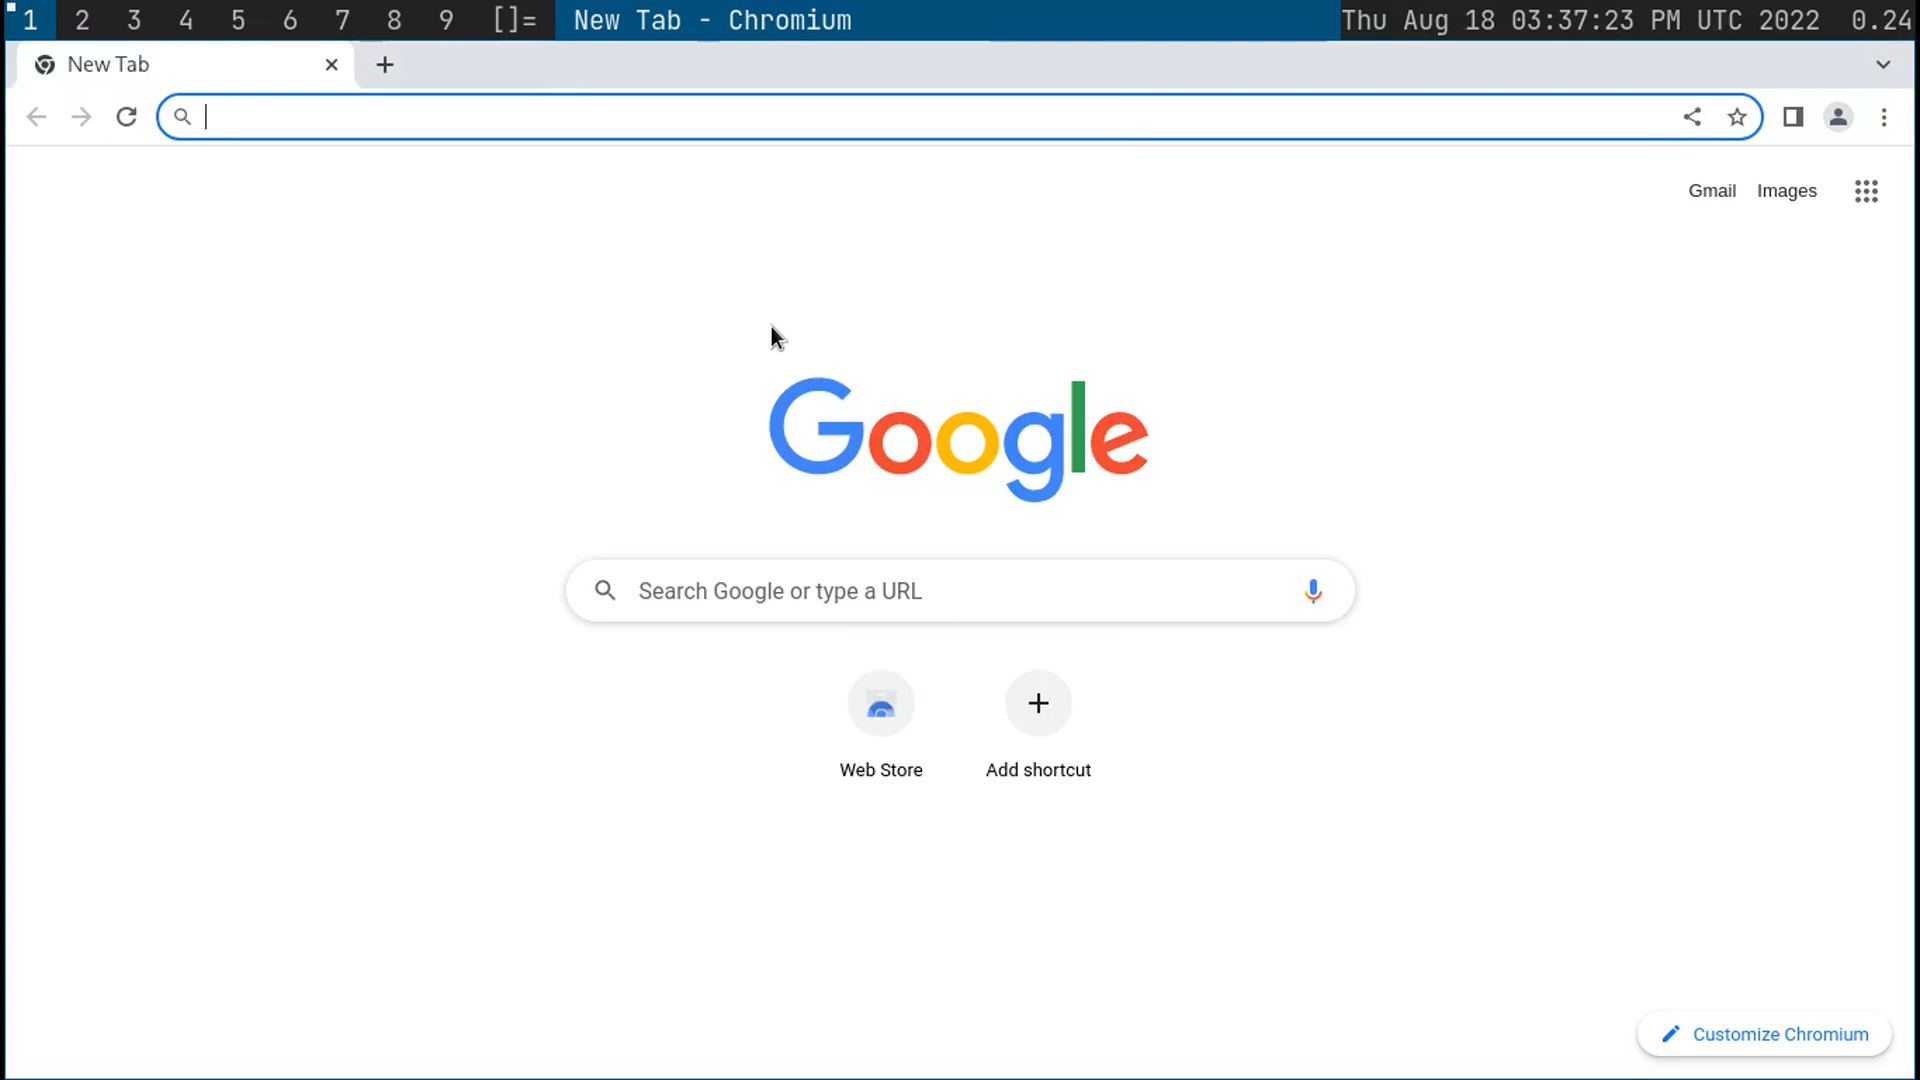 1 2 3 4 5 6 7 8 9 []= New Tab - Chromium Thu Aug 18 03:37:23 PM UTC 2022 0.24
New Tab
Gmail Images
Google
Search Google or type a URL
Web Store Add shortcut
Customize Chromium